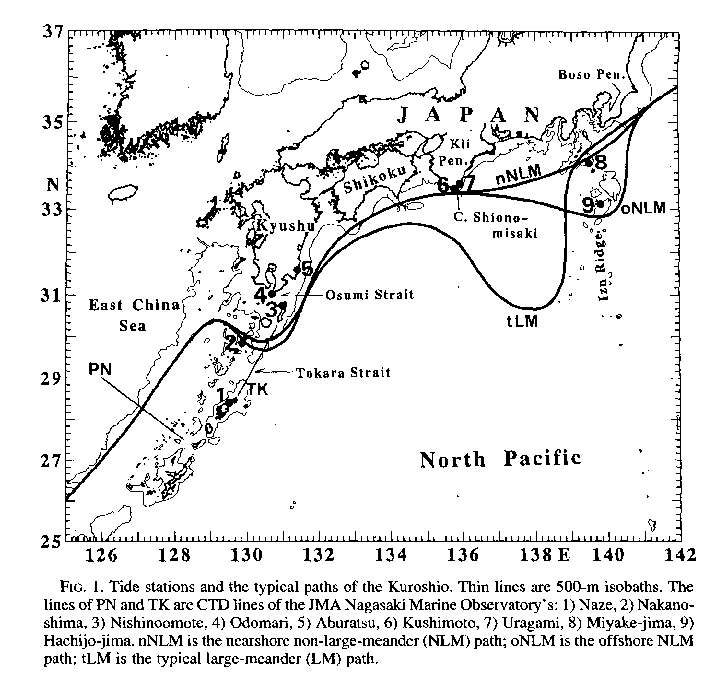 37
Boso Pen.
J A P A N
35
Kii
Pen.
nNLM
8
N
Shikoku
6 7
33
9
oNLM
Kyushu
C. Shiono-
misaki
5
Izu Ridge
4
Osumi Strait
31
3
East China
Sea
tLM
2
29
PN
Tokara Strait
1
TK
27
North Pacific
25
126 128 130 132 134 136 138 E 140 142
FIG. 1. Tide stations and the typical paths of the Kuroshio. Thin lines are 500-m isobaths. The
lines of PN and TK are CTD lines of the JMA Nagasaki Marine Observatory's: 1) Naze, 2) Nakano-
shima, 3) Nishinoomote, 4) Odomari, 5) Aburatsu, 6) Kushimoto, 7) Uragami, 8) Miyake-jima, 9)
Hachijo-jima. nNLM is the nearshore non-large-meander (NLM) path; oNLM is the offshore NLM
path; tLM is the typical large-meander (LM) path.